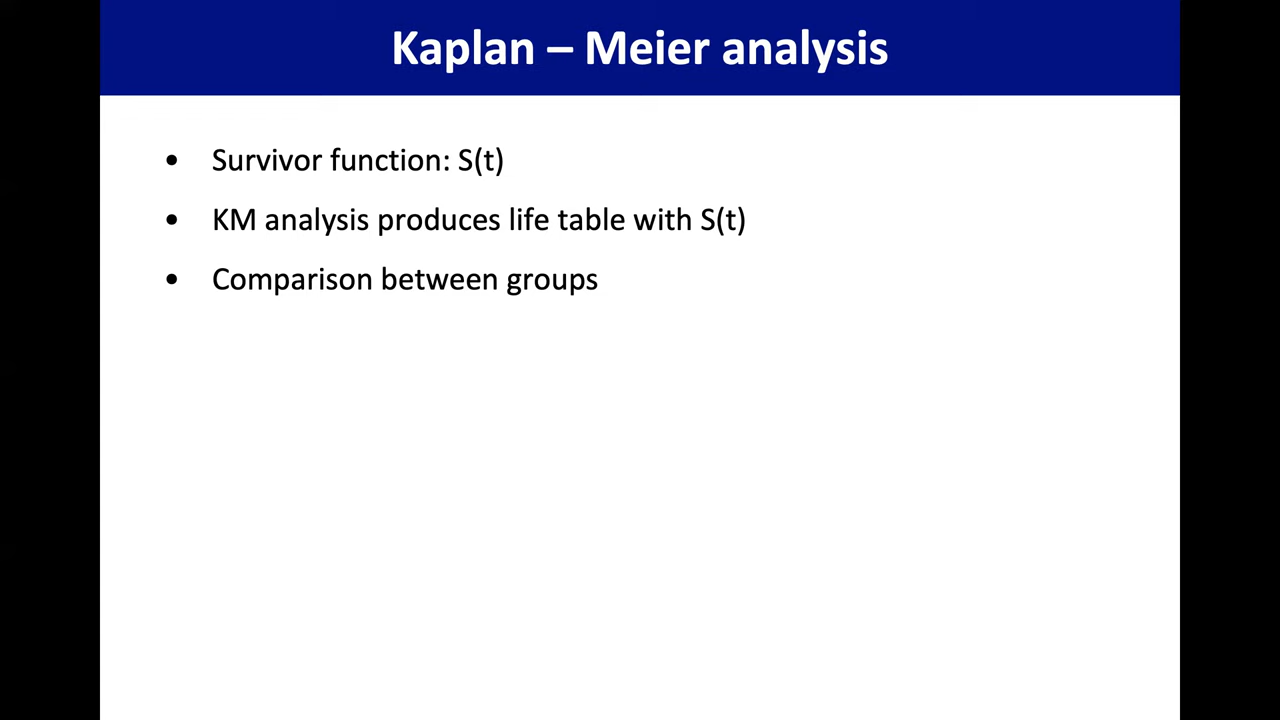 Kaplan – Meier analysis
• Survivor function: S(t)
• KM analysis produces life table with S(t)
• Comparison between groups